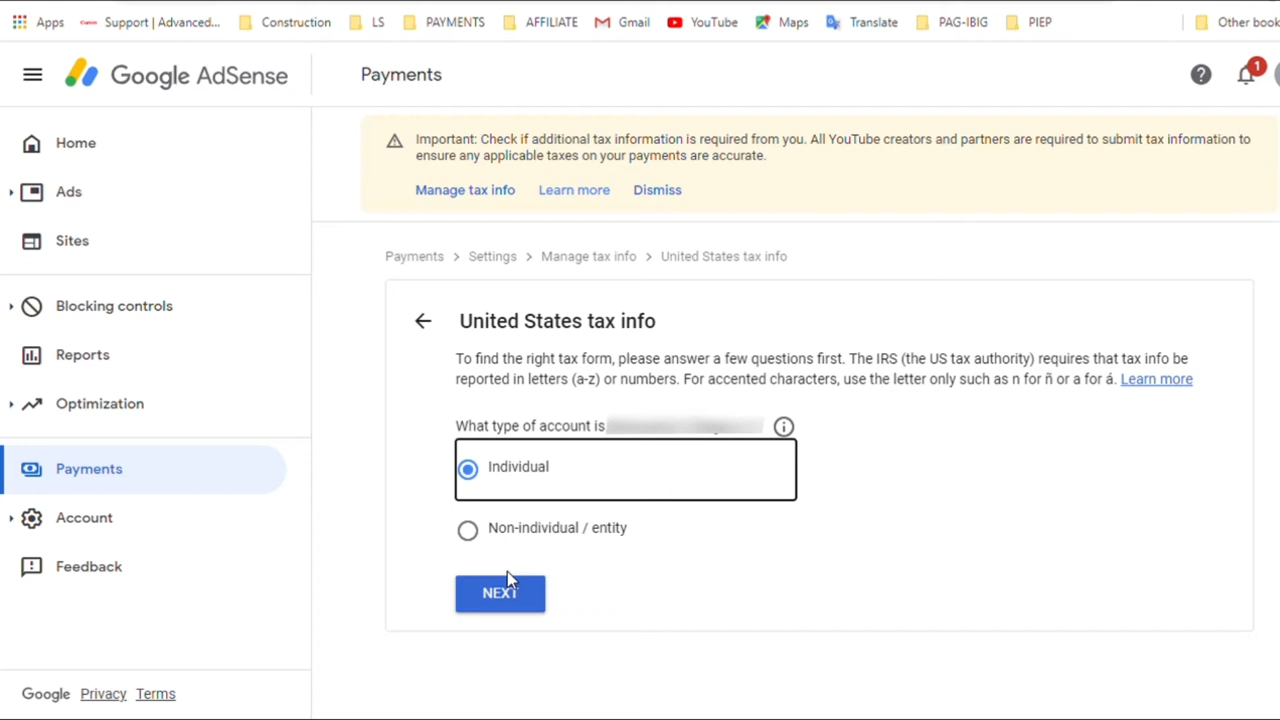 Apps Support | Advanced... Construction LS PAYMENTS AFFILIATE Gmail YouTube Maps Translate PAG-IBIG PIEP Other book
Google AdSense
Payments
1
Home
Ads
Sites
Blocking controls
Reports
Optimization
Payments
Account
Feedback
Google Privacy Terms
Important: Check if additional tax information is required from you. All YouTube creators and partners are required to submit tax information to
ensure any applicable taxes on your payments are accurate.
Manage tax info Learn more Dismiss
Payments > Settings > Manage tax info > United States tax info
United States tax info
To find the right tax form, please answer a few questions first. The IRS (the US tax authority) requires that tax info be
reported in letters (a-z) or numbers. For accented characters, use the letter only such as n for ñ or a for á. Learn more
What type of account is
Individual
Non-individual / entity
NEXT